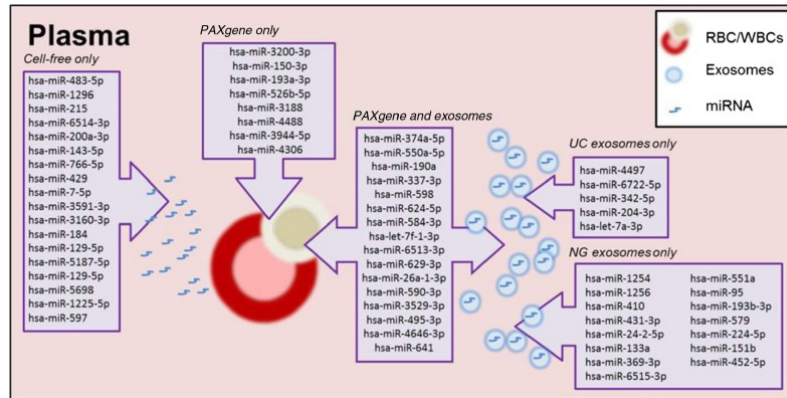 Plasma
Cell-free only
hsa-miR-483-5p
hsa-miR-1296
hsa-miR-215
hsa-miR-6514-3p
hsa-miR-200a-3p
hsa-miR-143-5p
hsa-miR-766-5p
hsa-miR-429
hsa-miR-7-5p
hsa-miR-3591-3p
hsa-miR-3160-3p
hsa-miR-184
hsa-miR-129-5p
hsa-miR-5187-5p
hsa-miR-129-5p
hsa-miR-5698
hsa-miR-1225-5p
hsa-miR-597
PAXgene only
hsa-miR-3200-3p
hsa-miR-150-3p
hsa-miR-193a-3p
hsa-miR-526b-5p
hsa-miR-3188
hsa-miR-4488
hsa-miR-3944-5p
hsa-miR-4306
PAXgene and exosomes
hsa-miR-374a-5p
hsa-miR-550a-5p
hsa-miR-190a
hsa-miR-337-3p
hsa-miR-598
hsa-miR-624-5p
hsa-miR-584-3p
hsa-let-7f-1-3p
hsa-miR-6513-3p
hsa-miR-629-3p
hsa-miR-26a-1-3p
hsa-miR-590-3p
hsa-miR-3529-3p
hsa-miR-495-3p
hsa-miR-4646-3p
hsa-miR-641
RBC/WBCs
Exosomes
miRNA
UC exosomes only
hsa-miR-4497
hsa-miR-6722-5p
hsa-miR-342-5p
hsa-miR-204-3p
hsa-let-7a-3p
NG exosomes only
hsa-miR-1254
hsa-miR-1256
hsa-miR-410
hsa-miR-431-3p
hsa-miR-24-2-5p
hsa-miR-133a
hsa-miR-369-3p
hsa-miR-6515-3p
hsa-miR-551a
hsa-miR-95
hsa-miR-193b-3p
hsa-miR-579
hsa-miR-224-5p
hsa-miR-151b
hsa-miR-452-5p